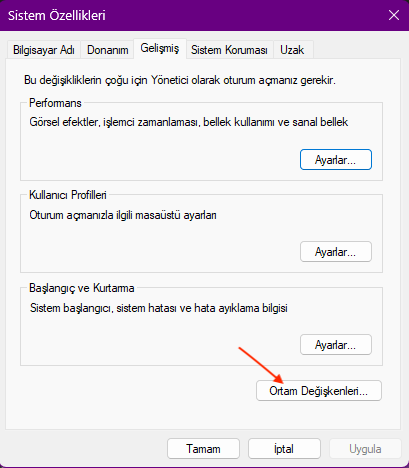 Sistem Özellikleri
Bilgisayar Adı Donanım Gelişmiş Sistem Koruması Uzak
Bu değişikliklerin çoğu için Yönetici olarak oturum açmanız gerekir.
Performans
Görsel efektler, işlemci zamanlaması, bellek kullanımı ve sanal bellek
Ayarlar...
Kullanıcı Profilleri
Oturum açmanızla ilgili masaüstü ayarları
Ayarlar...
Başlangıç ve Kurtarma
Sistem başlangıcı, sistem hatası ve hata ayıklama bilgisi
Ayarlar...
Ortam Değişkenleri...
Tamam İptal Uygula